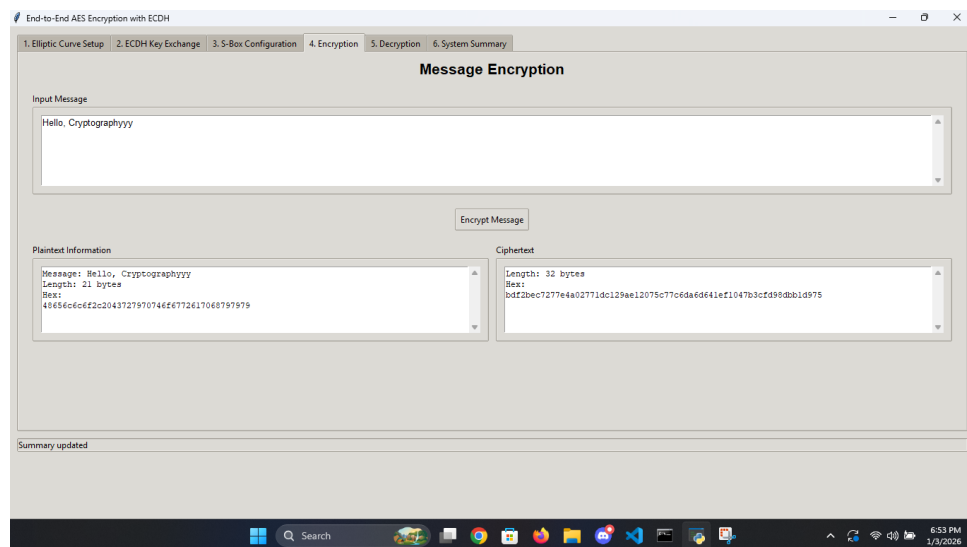 End-to-End AES Encryption with ECDH
1. Elliptic Curve Setup 2. ECDH Key Exchange 3. S-Box Configuration 4. Encryption 5. Decryption 6. System Summary
Message Encryption
Input Message
Hello, Cryptographyyy
Encrypt Message
Plaintext Information
Message: Hello, Cryptographyyy
Length: 21 bytes
Hex:
48656c6c6f2c2043727970746f6772617068797979
Ciphertext
Length: 32 bytes
Hex:
bdf2bec7277e4a02771dc129ae12075c77c6da6d641ef1047b3cfd98dbb1d975
Summary updated
Search
6:53 PM
1/3/2026